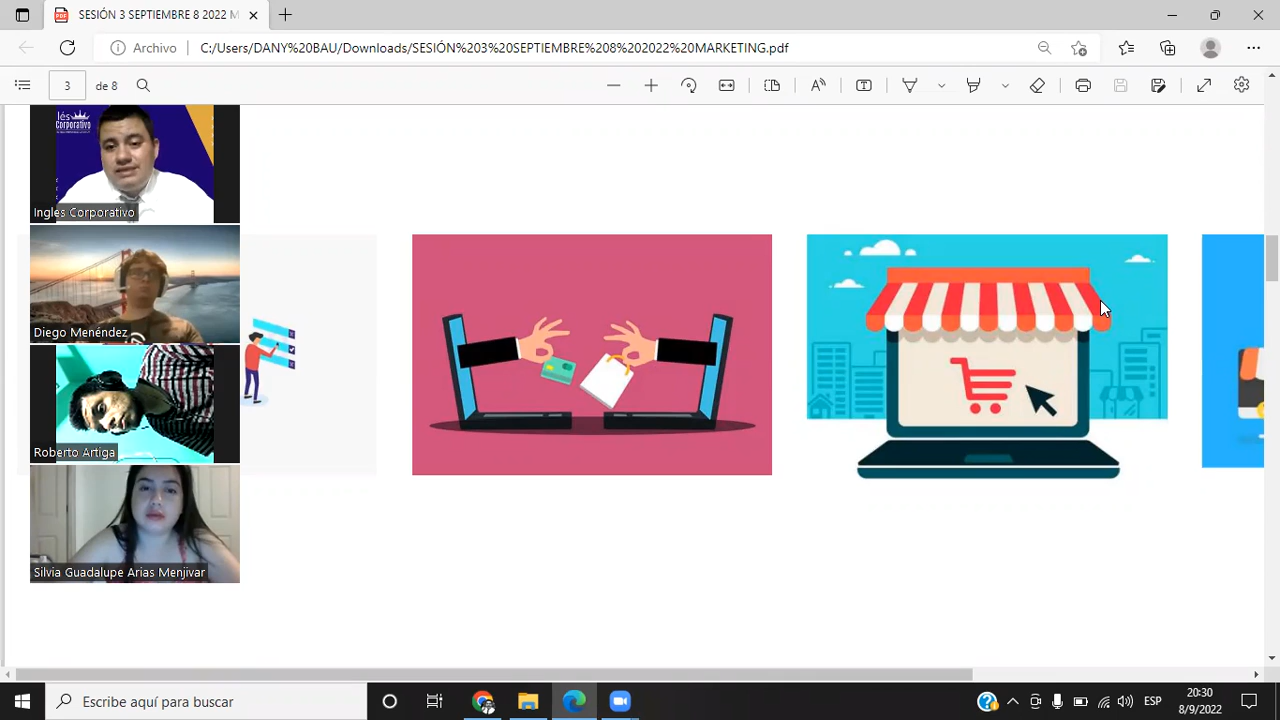 SESIÓN 3 SEPTIEMBRE 8 2022 M
Archivo
C:/Users/DANY%20BAU/Downloads/SESIÓN%203%20SEPTIEMBRE%208%202022%20MARKETING.pdf
3
de 8
lés
Corporativo
Ingles Corporativo
Diego Menéndez
Roberto Artiga
Silvia Guadalupe Arias Menjivar
Escribe aquí para buscar
ESP
20:30
8/9/2022